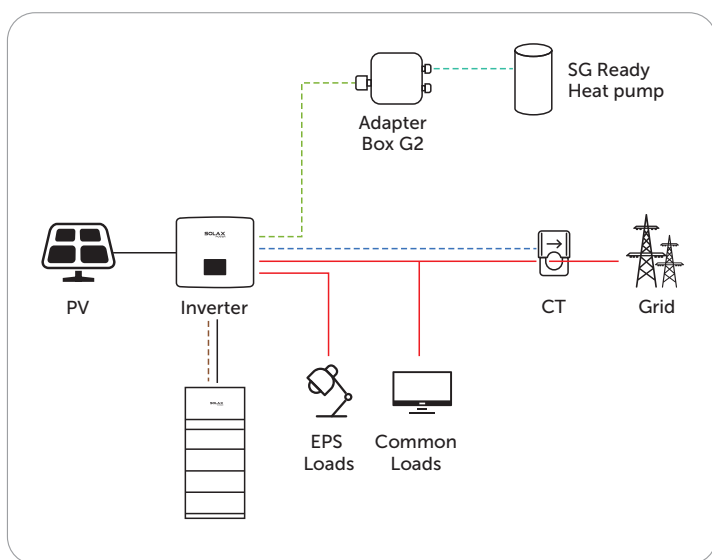 SG Ready
Heat pump
Adapter
Box G2
SOLAX
PV
Inverter
CT
Grid
SOLAX
EPS
Loads
Common
Loads